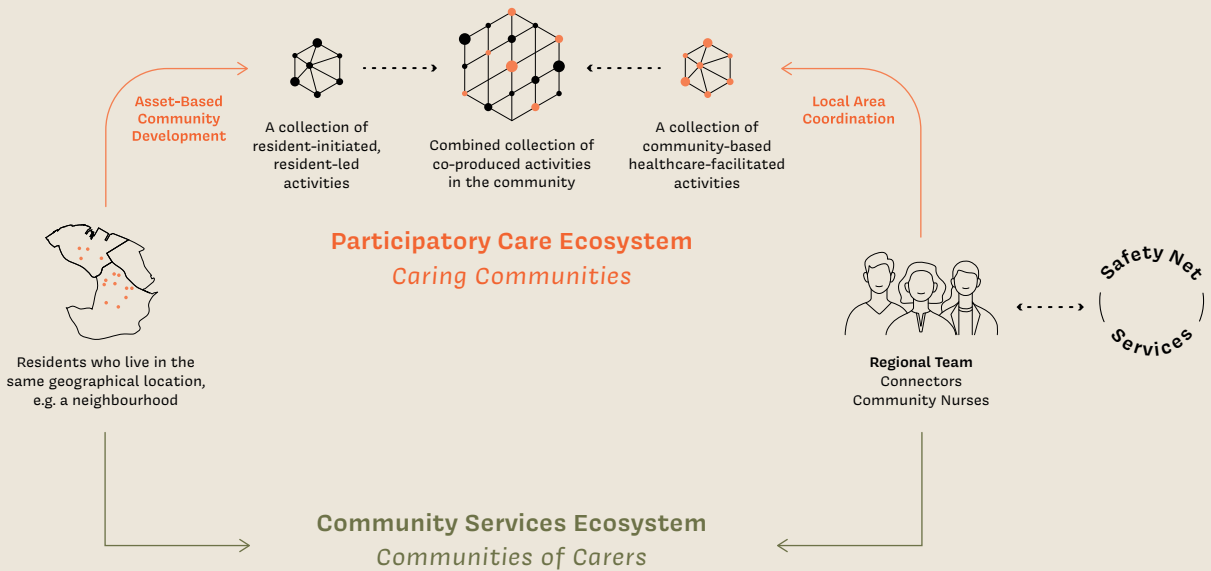 Asset-Based
Community
Development
A collection of
resident-initiated,
resident-led
activities
Combined collection of
co-produced activities
in the community
A collection of
community-based
healthcare-facilitated
activities
Local Area
Coordination
Participatory Care Ecosystem
Caring Communities
Residents who live in the
same geographical location,
e.g. a neighbourhood
Regional Team
Connectors
Community Nurses
Safety Net
Services
Community Services Ecosystem
Communities of Carers